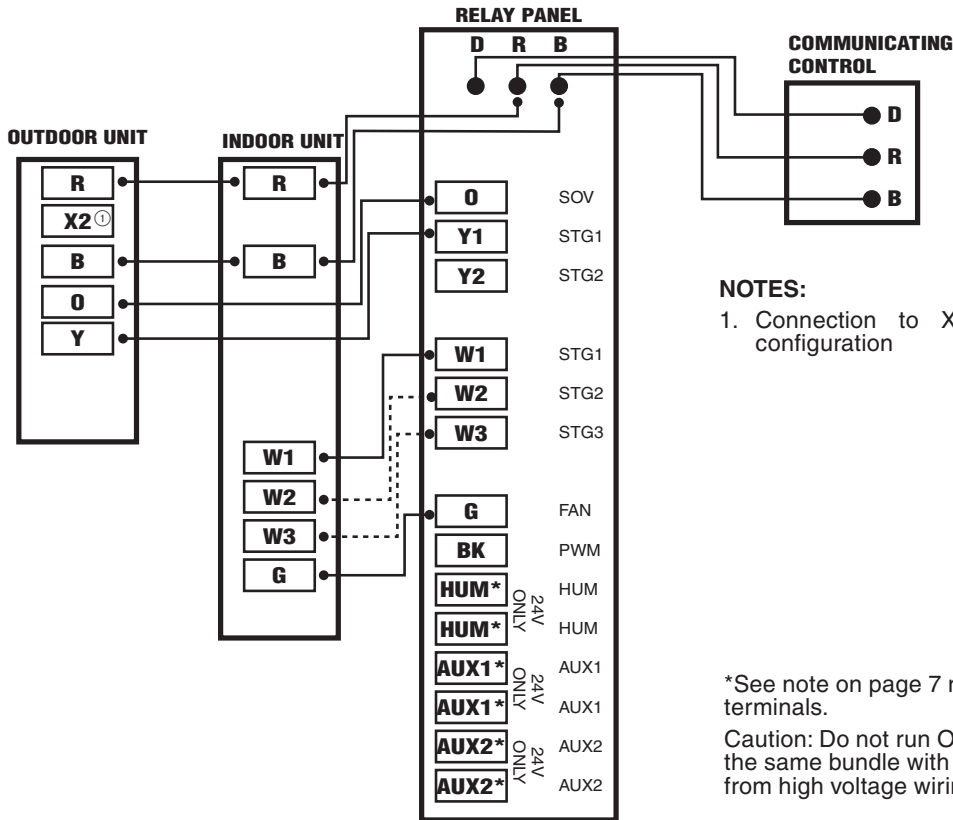 RELAY PANEL
D R B
COMMUNICATING
CONTROL
D
R
B
OUTDOOR UNIT
R
X2①
B
O
Y
INDOOR UNIT
R
B
W1
W2
W3
G
O SOV
Y1 STG1
Y2 STG2
W1 STG1
W2 STG2
W3 STG3
G FAN
BK PWM
HUM* HUM
HUM* HUM
24V
ONLY
AUX1* AUX1
AUX1* AUX1
24V
ONLY
AUX2* AUX2
AUX2* AUX2
24V
ONLY
NOTES:
1. Connection to X
configuration
*See note on page 7
terminals.
Caution: Do not run O
the same bundle with
from high voltage